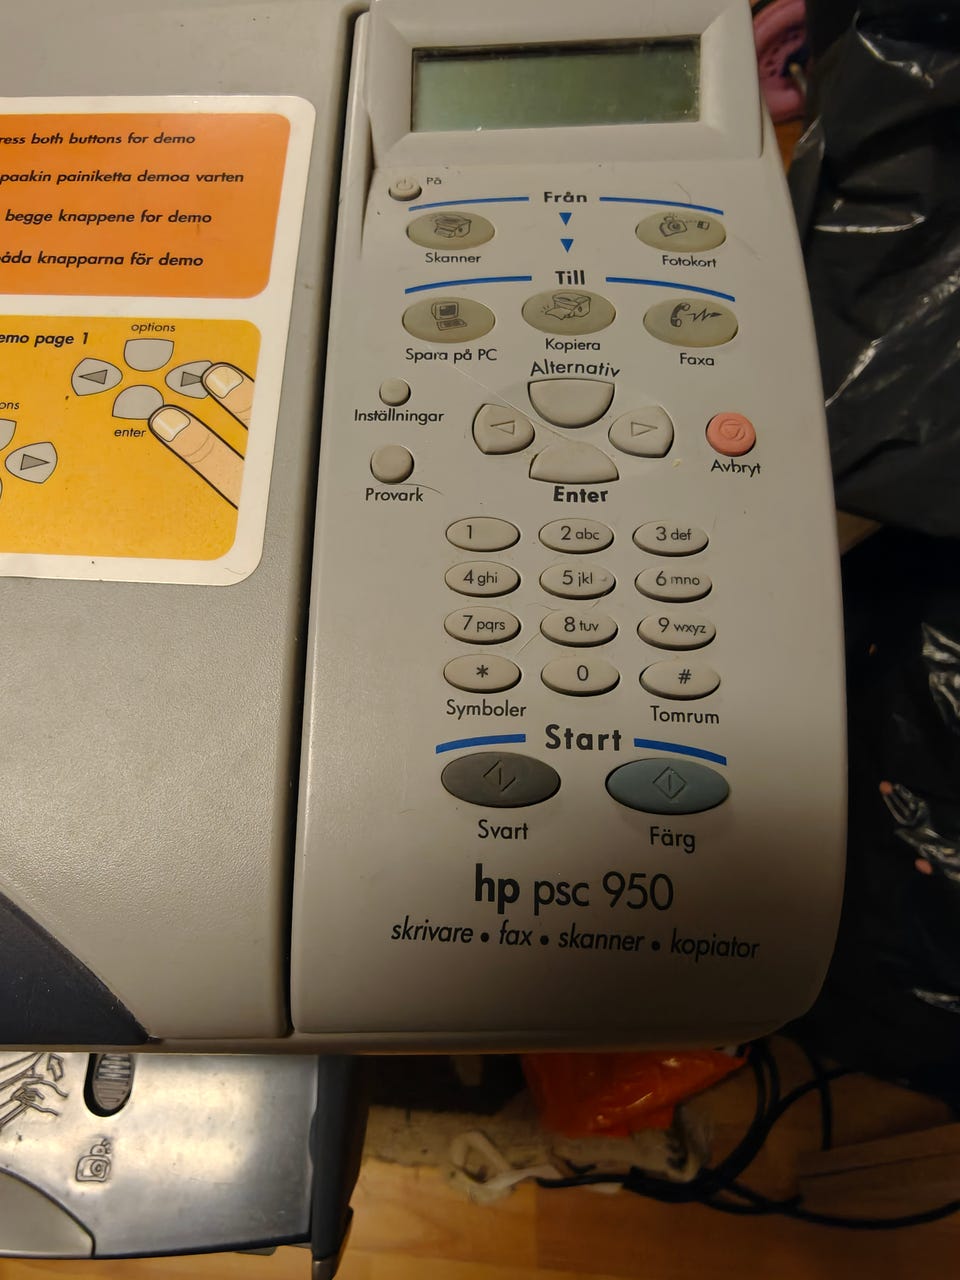 ress both buttons for demo
paakin painiketta demoa varten
begge knappene for demo
åda knapparna för demo
emo page 1
options
ons
enter
På
Från
Skanner
Fotokort
Till
Spara på PC
Kopiera
Faxa
Alternativ
Inställningar
Avbryt
Provark
Enter
1 2 abc 3 def
4 ghi 5 jkl 6 mno
7 pqrs 8 tuv 9 wxyz
* 0 #
Symboler Tomrum
Start
Svart Färg
hp psc 950
skrivare • fax • skanner • kopiator